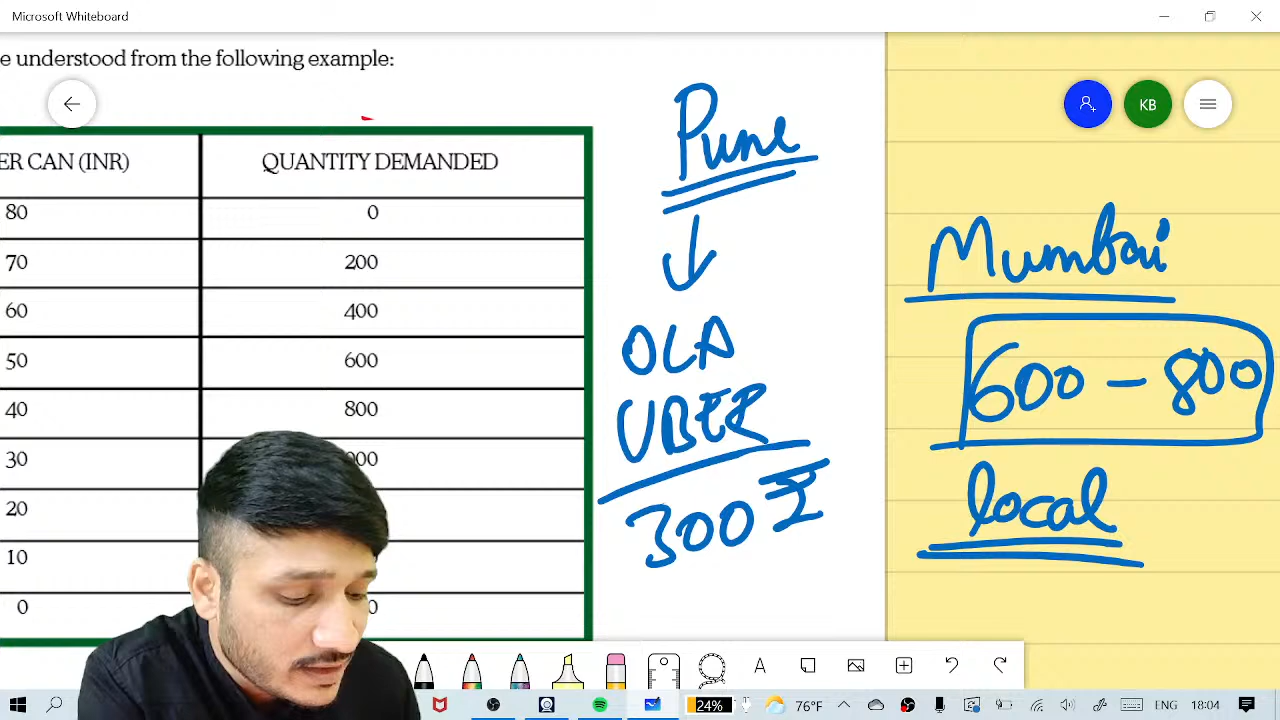 Microsoft Whiteboard
e understood from the following example:
KB
ER CAN (INR) QUANTITY DEMANDED
80 0
70 200
60 400
50 600
40 800
30 00
20
10
0 0
Pune
OLA
UBER
300 ₹
Mumbai
600 - 800
local
A
24% 76°F ENG 18:04